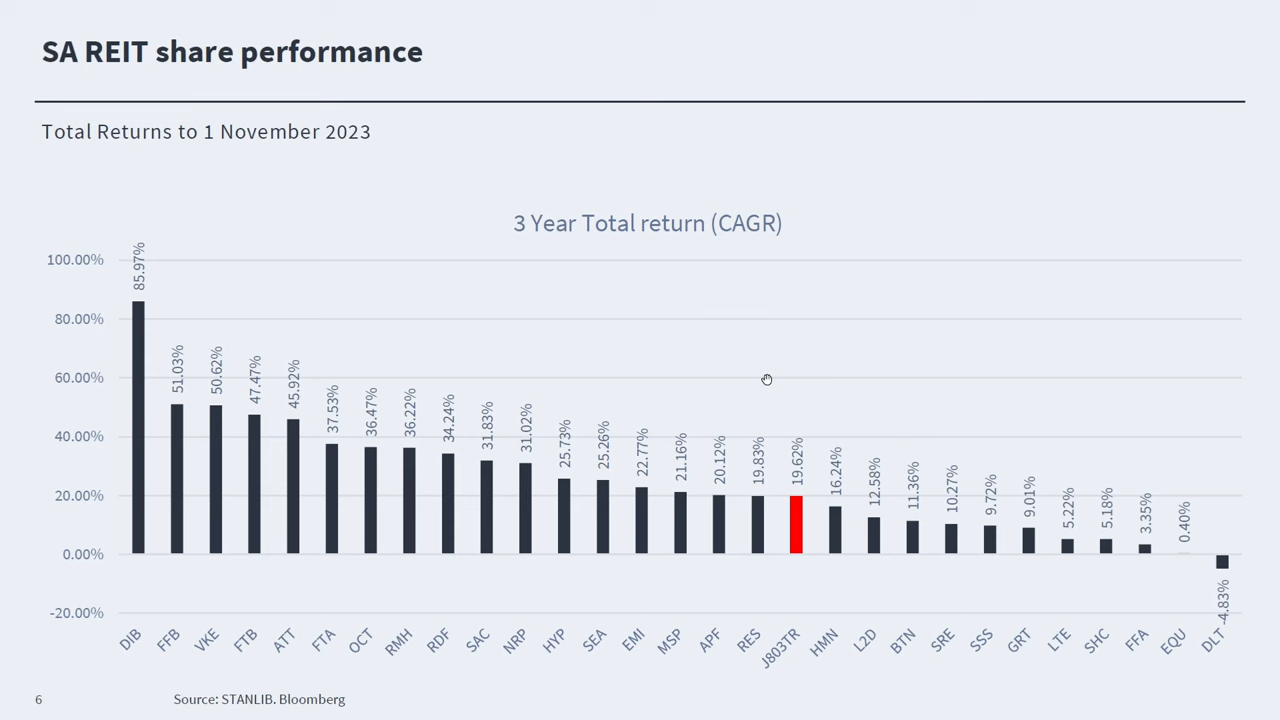 SA REIT share performance
Total Returns to 1 November 2023
3 Year Total return (CAGR)
100.00%
80.00%
60.00%
40.00%
20.00%
0.00%
-20.00%
85.97%
51.03%
50.62%
47.47%
45.92%
37.53%
36.47%
36.22%
34.24%
31.83%
31.02%
25.73%
25.26%
22.77%
21.16%
20.12%
19.83%
19.62%
16.24%
12.58%
11.36%
10.27%
9.72%
9.01%
5.22%
5.18%
3.35%
0.40%
-4.83%
DIB
FFB
VKE
FTB
ATT
FTA
OCT
RMH
RDF
SAC
NRP
HYP
SEA
EMI
MSP
APF
RES
J803TR
HMN
L2D
BTN
SRE
SSS
GRT
LTE
SHC
FFA
EQU
DLT
6
Source: STANLIB. Bloomberg